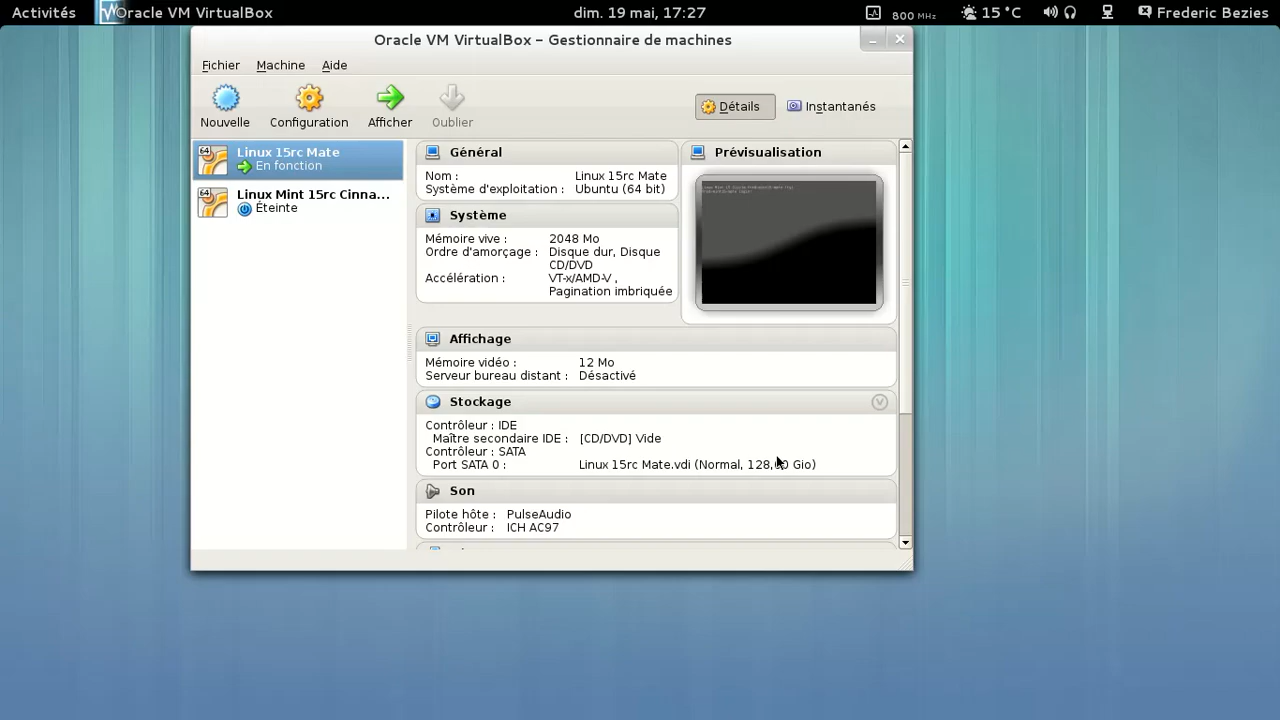 Activités Oracle VM VirtualBox dim. 19 mai, 17:27 800 MHz 15 °C Frederic Bezies
Oracle VM VirtualBox – Gestionnaire de machines
Fichier Machine Aide
Nouvelle Configuration Afficher Oublier Détails Instantanés
64 Linux 15rc Mate
En fonction
64 Linux Mint 15rc Cinna...
Éteinte
Général
Nom : Linux 15rc Mate
Système d'exploitation : Ubuntu (64 bit)
Système
Mémoire vive : 2048 Mo
Ordre d'amorçage : Disque dur, Disque
CD/DVD
Accélération : VT-x/AMD-V ,
Pagination imbriquée
Prévisualisation
Affichage
Mémoire vidéo : 12 Mo
Serveur bureau distant : Désactivé
Stockage
Contrôleur : IDE
Maître secondaire IDE : [CD/DVD] Vide
Contrôleur : SATA
Port SATA 0 : Linux 15rc Mate.vdi (Normal, Gio)
Son
Pilote hôte : PulseAudio
Contrôleur : ICH AC97